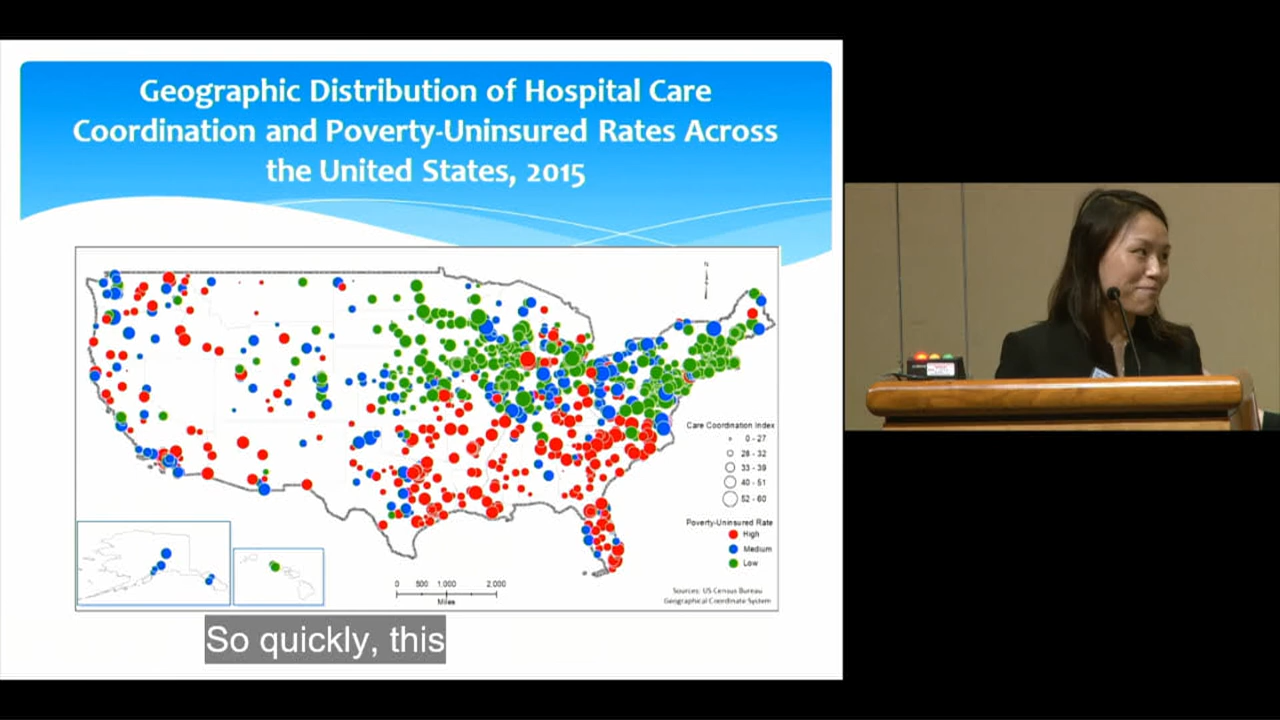 Geographic Distribution of Hospital Care
Coordination and Poverty-Uninsured Rates Across
the United States, 2015
N
Care Coordination Index
0 - 27
28 - 32
33 - 39
40 - 51
52 - 60
Poverty-Uninsured Rate
High
Medium
Low
0 500 1,000 2,000
Miles
Sources: US Census Bureau
Geographical Coordinate System
So quickly, this